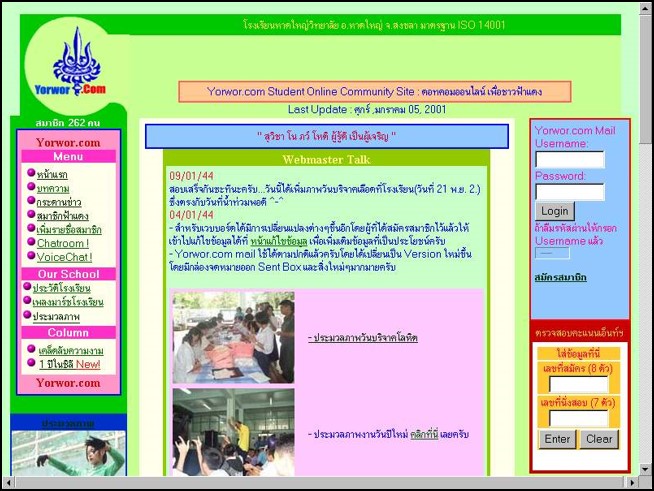 โรงเรียนหาดใหญ่วิทยาลัย อ.หาดใหญ่ จ.สงขลา มาตรฐาน ISO 14001
Yorwor .Com
Yorwor.com Student Online Community Site : ดอทคอมออนไลน์ เพื่อชาวฟ้าแดง
Last Update : ศุกร์ ,มกราคม 05, 2001
สมาชิก 262 คน
Yorwor.com
Menu
หน้าแรก
บทความ
กระดานข่าว
สมาชิกฟ้าแดง
เพิ่มรายชื่อสมาชิก
Chatroom !
VoiceChat !
Our School
ประวัติโรงเรียน
เพลงมาร์ชโรงเรียน
ประมวลภาพ
Column
เคล็ดลับความงาม
1 ปีในชิลี New!
Yorwor.com
ประมวลภาพ
" สุวิชา โน ภวํ โหติ ผู้รู้ดี เป็นผู้เจริญ "
Webmaster Talk
09/01/44
สอบเสร็จกันซะทีนะครับ...วันนี้ได้เพิ่มภาพวันบริจาคเลือดที่โรงเรียน(วันที่ 21 พ.ย. 2.)
ซึ่งตรงกับวันที่น้ำท่วมพอดี ^-^
04/01/44
- สำหรับเวบบอร์ดได้มีการเปลี่ยนแปลงต่างๆขึ้นอีกโดยผู้ที่ได้สมัครสมาชิกไว้แล้วให้
เข้าไปแก้ไขข้อมูลได้ที่ หน้าแก้ไขข้อมูล เพื่อเพิ่มเติมข้อมูลที่เป็นประโยชน์ครับ
- Yorwor.com mail ใช้ได้ตามปกติแล้วครับโดยได้เปลี่ยนเป็น Version ใหม่ขึ้น
โดยมีกล่องจดหมายออก Sent Box และสิ่งใหม่ๆมากมายครับ
- ประมวลภาพวันบริจาคโลหิต
- ประมวลภาพงานวันปีใหม่ คลิกที่นี่ เลยครับ
Yorwor.com Mail
Username:
Password:
Login
ถ้าลืมรหัสผ่านให้กรอก
Username แล้ว
สมัครสมาชิก
ตรวจสอบคะแนนเอ็นท์ฯ
ใส่ข้อมูลที่นี่
เลขที่สมัคร (8 ตัว)
เลขที่นั่งสอบ (7 ตัว)
Enter Clear